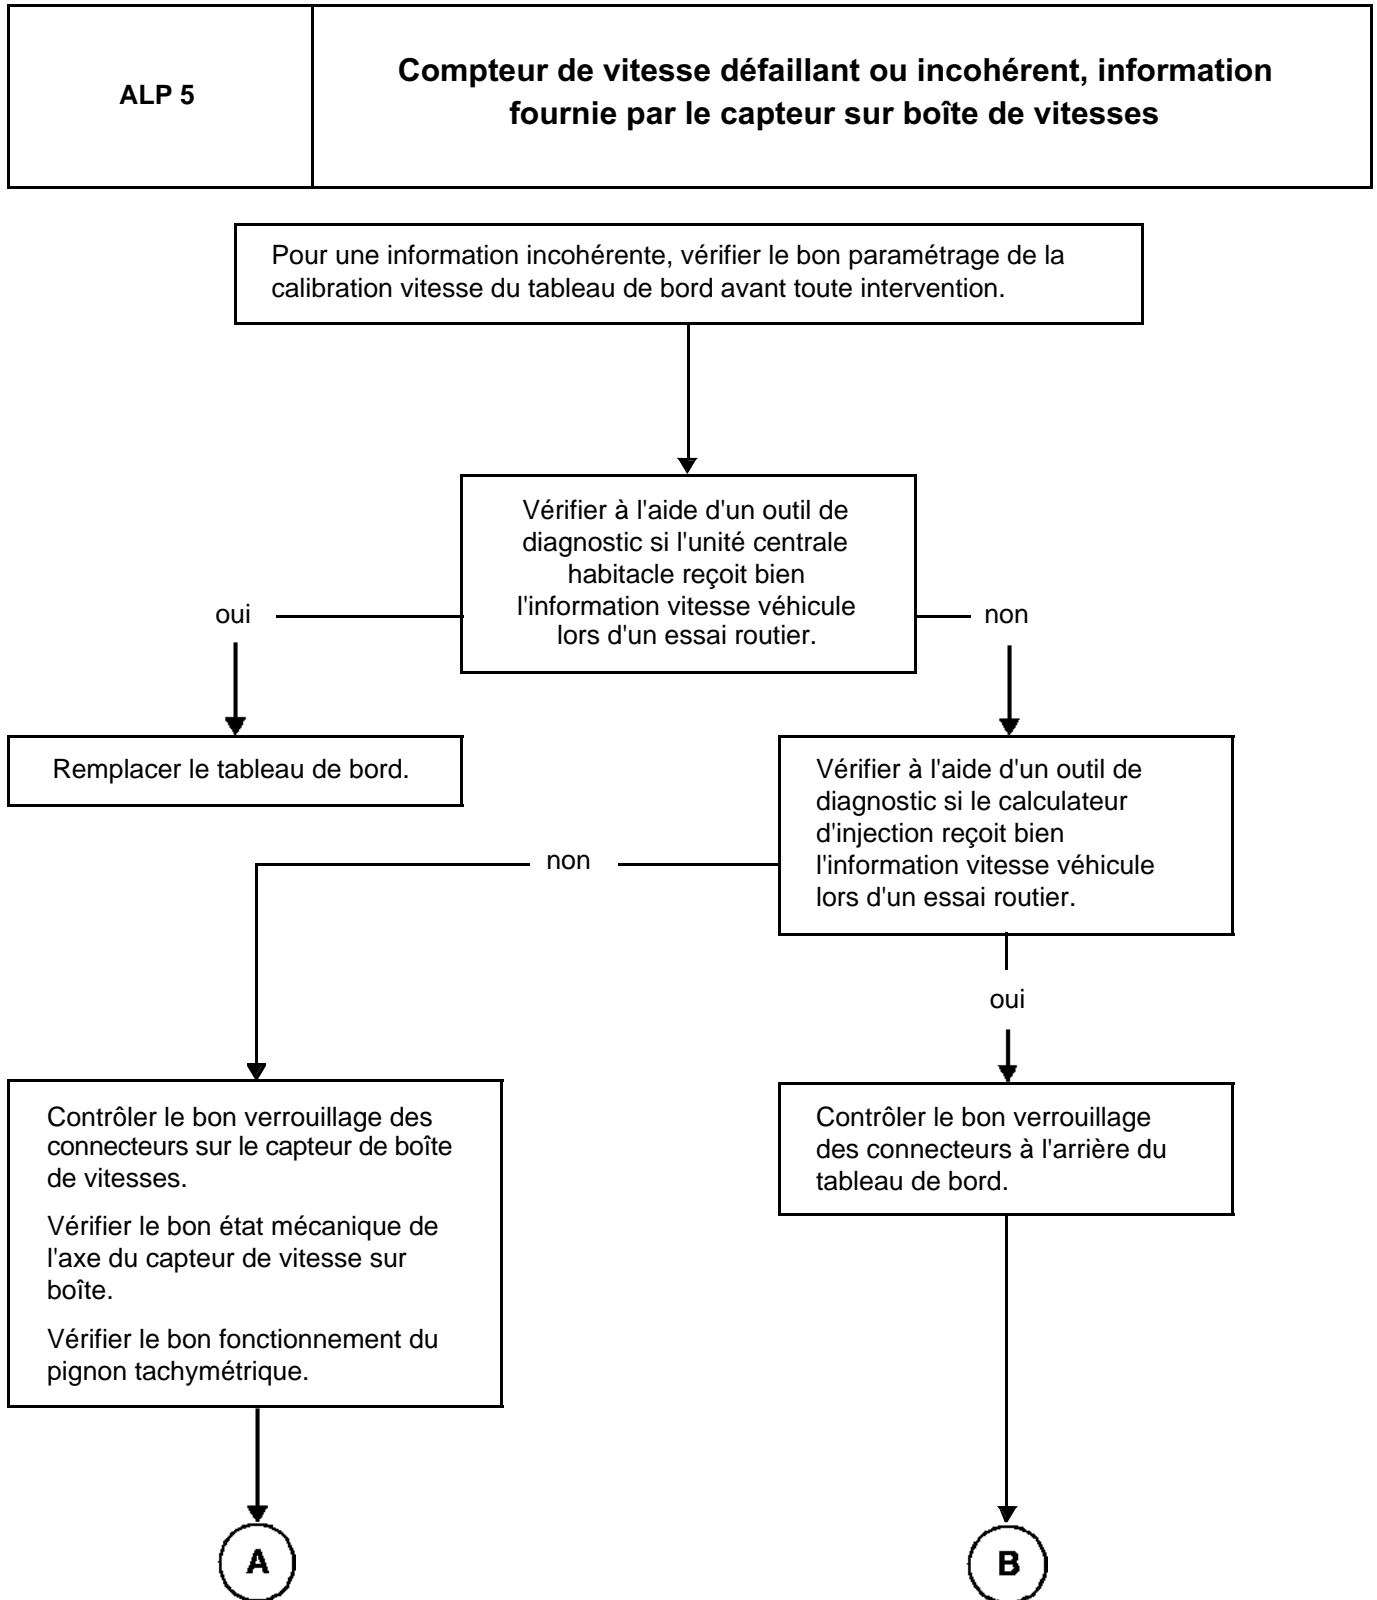 ALP 5
Compteur de vitesse défaillant ou incohérent, information
fournie par le capteur sur boîte de vitesses
Pour une information incohérente, vérifier le bon paramétrage de la
calibration vitesse du tableau de bord avant toute intervention.
Vérifier à l'aide d'un outil de
diagnostic si l'unité centrale
habitacle reçoit bien
l'information vitesse véhicule
lors d'un essai routier.
oui
non
Remplacer le tableau de bord.
Vérifier à l'aide d'un outil de
diagnostic si le calculateur
d'injection reçoit bien
l'information vitesse véhicule
lors d'un essai routier.
non
oui
Contrôler le bon verrouillage des
connecteurs sur le capteur de boîte
de vitesses.
Vérifier le bon état mécanique de
l'axe du capteur de vitesse sur
boîte.
Vérifier le bon fonctionnement du
pignon tachymétrique.
Contrôler le bon verrouillage
des connecteurs à l'arrière du
tableau de bord.
A
B